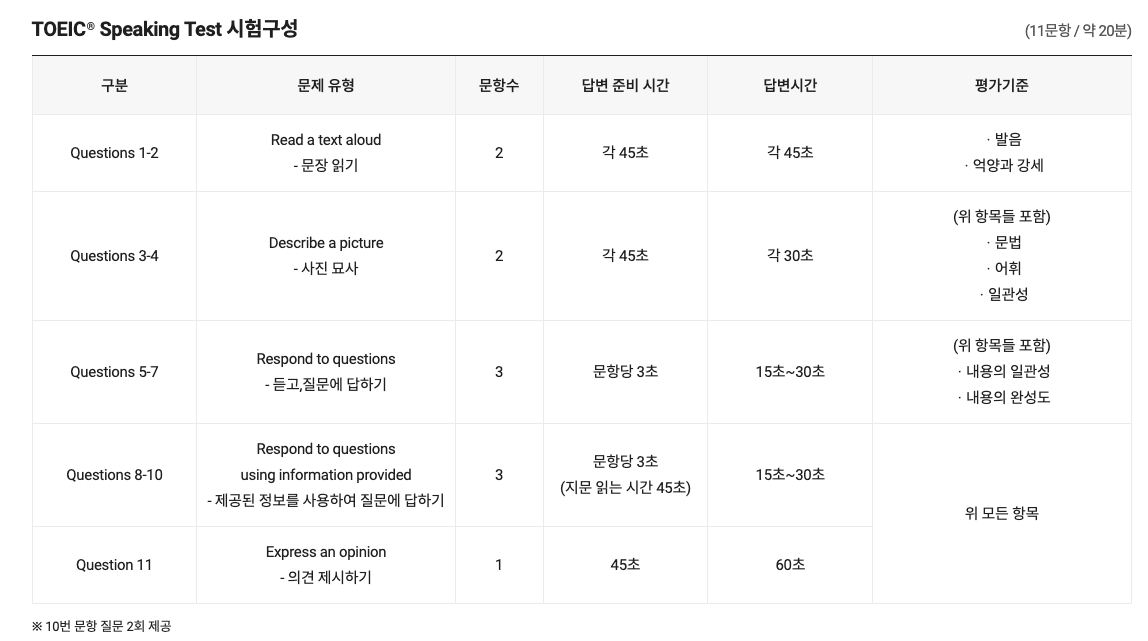 TOEIC® Speaking Test 시험구성
(11문항 / 약 20분)
구분 문제 유형 문항수 답변 준비 시간 답변시간 평가기준
Questions 1-2
Read a text aloud
- 문장 읽기
2
각 45초
각 45초
· 발음
· 억양과 강세
Questions 3-4
Describe a picture
- 사진 묘사
2
각 45초
각 30초
(위 항목들 포함)
· 문법
· 어휘
· 일관성
Questions 5-7
Respond to questions
- 듣고,질문에 답하기
3
문항당 3초
15초~30초
(위 항목들 포함)
· 내용의 일관성
· 내용의 완성도
Questions 8-10
Respond to questions
using information provided
- 제공된 정보를 사용하여 질문에 답하기
3
문항당 3초
(지문 읽는 시간 45초)
15초~30초
위 모든 항목
Question 11
Express an opinion
- 의견 제시하기
1
45초
60초
※ 10번 문항 질문 2회 제공